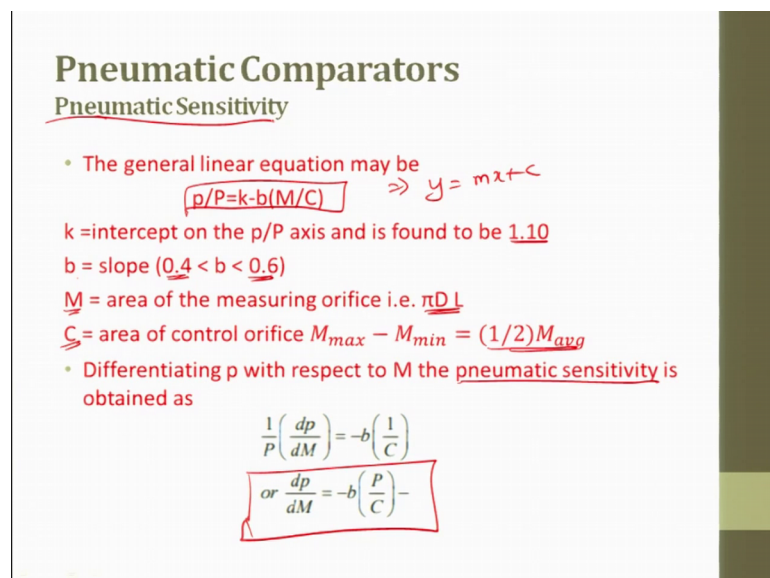 Pneumatic Comparators
Pneumatic Sensitivity
• The general linear equation may be
p/P=k-b(M/C) ⇒ y = mx+c
k =intercept on the p/P axis and is found to be 1.10
b = slope (0.4 < b < 0.6)
M = area of the measuring orifice i.e. πD L
C = area of control orifice M_max − M_min = (1/2)M_avg
• Differentiating p with respect to M the pneumatic sensitivity is
obtained as
1/P (dp/dM) = -b(1/C)
or dp/dM = -b(P/C) –